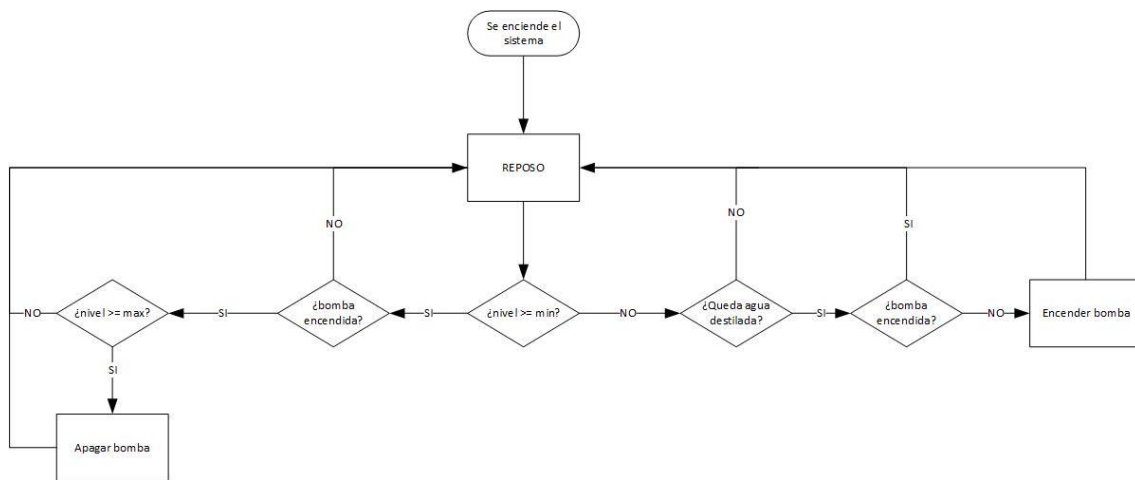 Se enciende el
sistema
REPOSO
NO
NO
SI
NO
¿nivel >= max?
SI
¿bomba
encendida?
SI
¿nivel >= min?
NO
¿Queda agua
destilada?
SI
¿bomba
encendida?
NO
Encender bomba
SI
Apagar bomba